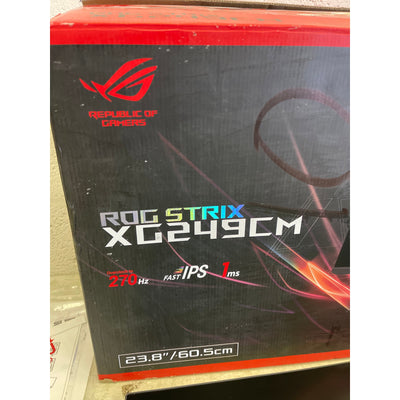 REPUBLIC OF
GAMERS
ROG STRIX
XG249CM
270Hz
FAST IPS
1ms
23.8"/60.5cm